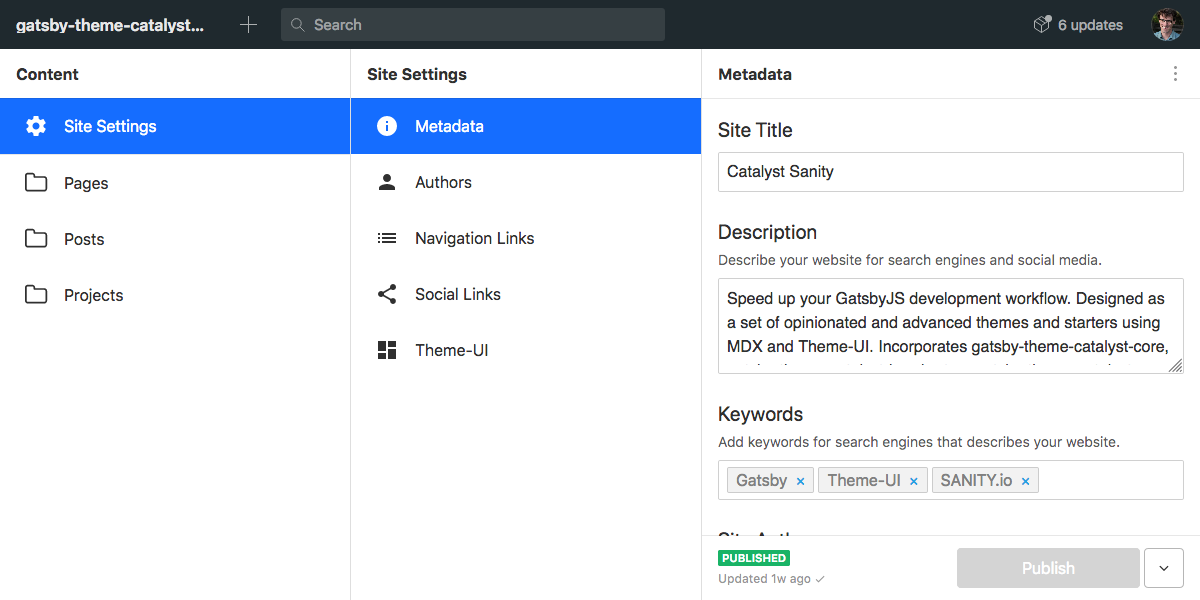 gatsby-theme-catalyst...
Search
6 updates
Content
Site Settings
Pages
Posts
Projects
Site Settings
Metadata
Authors
Navigation Links
Social Links
Theme-UI
Metadata
Site Title
Catalyst Sanity
Description
Describe your website for search engines and social media.
Speed up your GatsbyJS development workflow. Designed as
a set of opinionated and advanced themes and starters using
MDX and Theme-UI. Incorporates gatsby-theme-catalyst-core,
Keywords
Add keywords for search engines that describes your website.
Gatsby × Theme-UI × SANITY.io ×
PUBLISHED
Updated 1w ago ✓
Publish